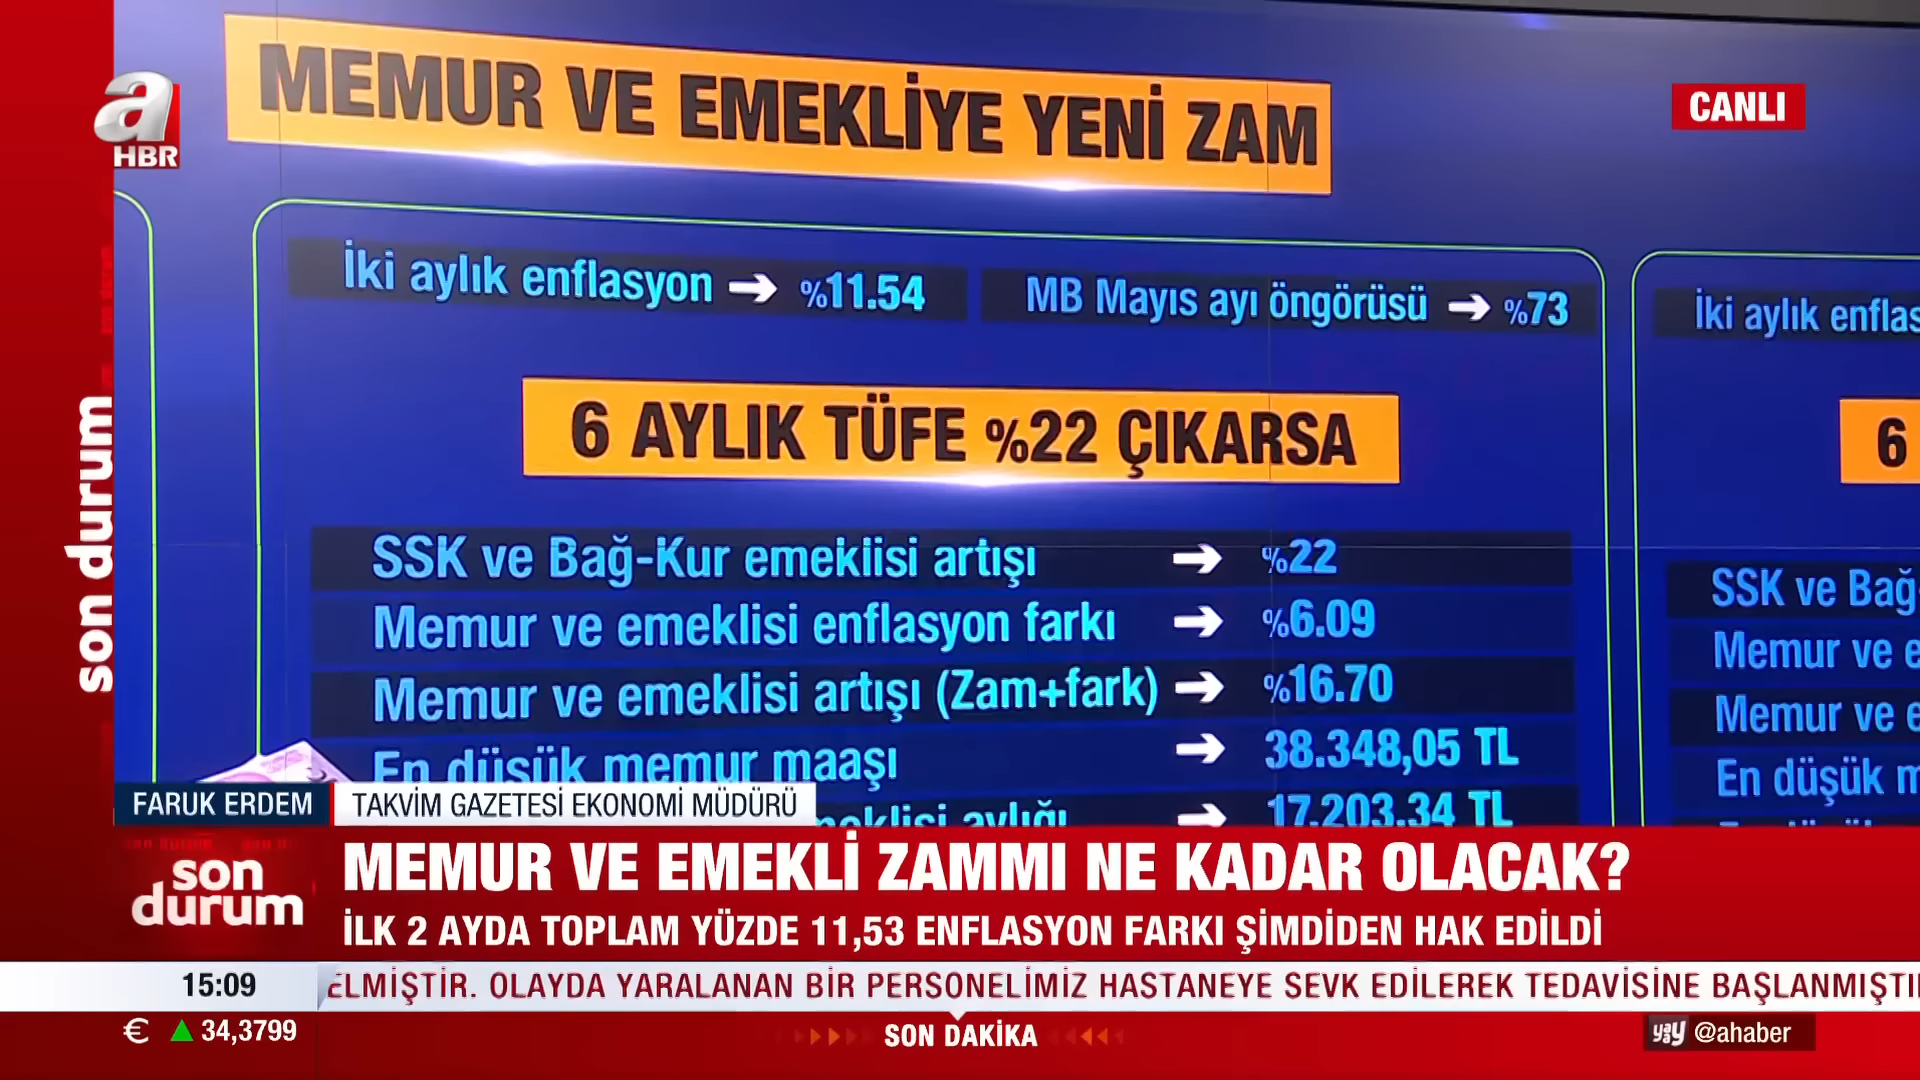 MEMUR VE EMEKLİYE YENİ ZAM
a
HBR
CANLI
İki aylık enflasyon → %11.54
MB Mayıs ayı öngörüsü → %73
İki aylık enflas
6 AYLIK TÜFE %22 ÇIKARSA
6
SSK ve Bağ-Kur emeklisi artışı → %22
Memur ve emeklisi enflasyon farkı → %6.09
Memur ve emeklisi artışı (Zam+fark) → %16.70
En düşük memur maaşı → 38.348,05 TL
meklisi aylığı → 17.203,34 TL
SSK ve Bağ
Memur ve e
Memur ve e
En düşük m
son durum
FARUK ERDEM
TAKVİM GAZETESİ EKONOMİ MÜDÜRÜ
son
durum
MEMUR VE EMEKLİ ZAMMI NE KADAR OLACAK?
İLK 2 AYDA TOPLAM YÜZDE 11,53 ENFLASYON FARKI ŞİMDİDEN HAK EDİLDİ
15:09
ELMİŞTİR. OLAYDA YARALANAN BİR PERSONELİMİZ HASTANEYE SEVK EDİLEREK TEDAVİSİNE BAŞLANMIŞTI
€ ▲ 34,3799
SON DAKİKA
yaay @ahaber